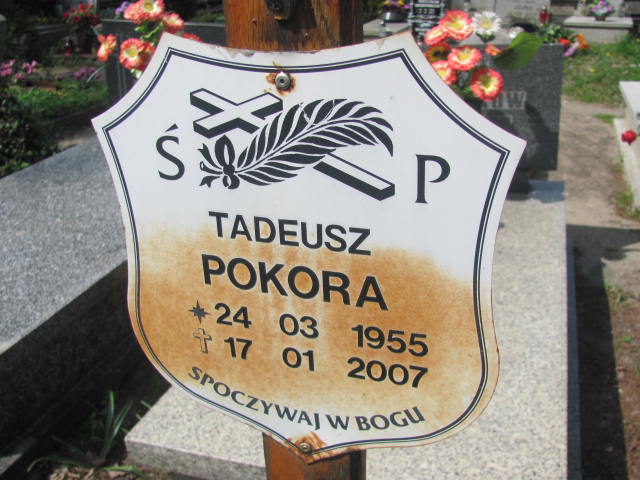 Ś P
TADEUSZ
POKORA
24 03 1955
17 01 2007
SPOCZYWAJ W BOGU